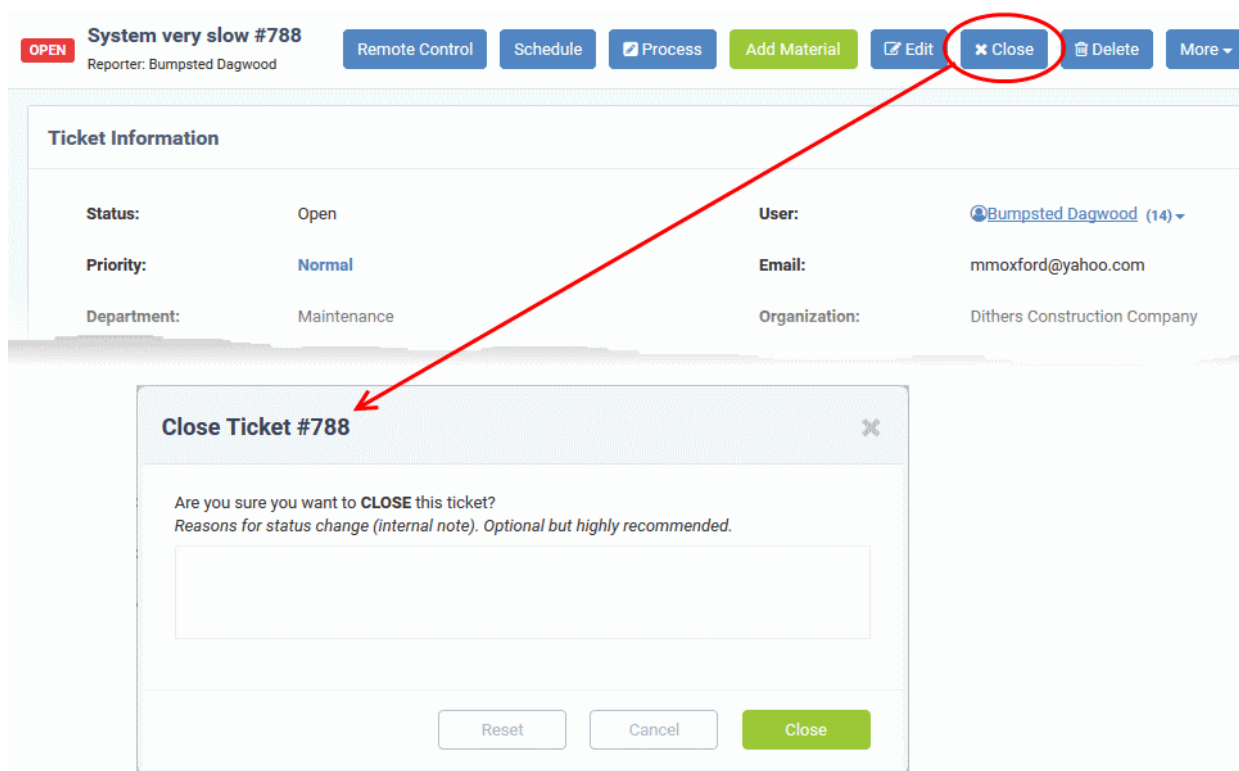 OPEN
System very slow #788
Reporter: Bumpsted Dagwood
Remote Control
Schedule
Process
Add Material
Edit
Close
Delete
More
Ticket Information
Status: Open
User: Bumpsted Dagwood (14)
Priority: Normal
Email: mmoxford@yahoo.com
Department: Maintenance
Organization: Dithers Construction Company
Close Ticket #788
Are you sure you want to CLOSE this ticket?
Reasons for status change (internal note). Optional but highly recommended.
Reset
Cancel
Close